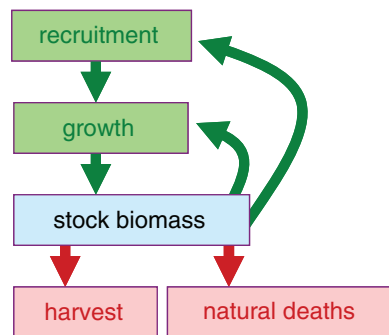 recruitment
growth
stock biomass
harvest
natural deaths